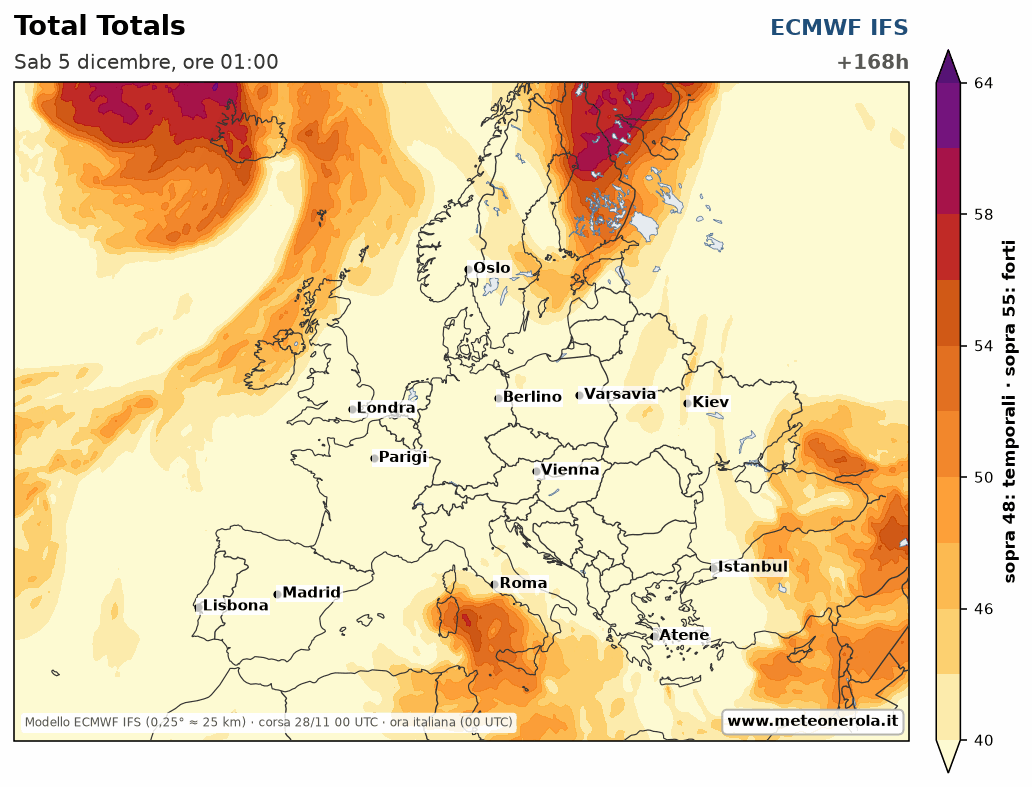 Total Totals
ECMWF IFS
Sab 5 dicembre, ore 01:00
+168h
64
58
54
50
46
40
sopra 48: temporali · sopra 55: forti
Oslo
Berlino
Varsavia
Kiev
Londra
Parigi
Vienna
Istanbul
Roma
Madrid
Lisbona
Atene
Modello ECMWF IFS (0,25° ≈ 25 km) · corsa 28/11 00 UTC · ora italiana (00 UTC)
www.meteonerola.it